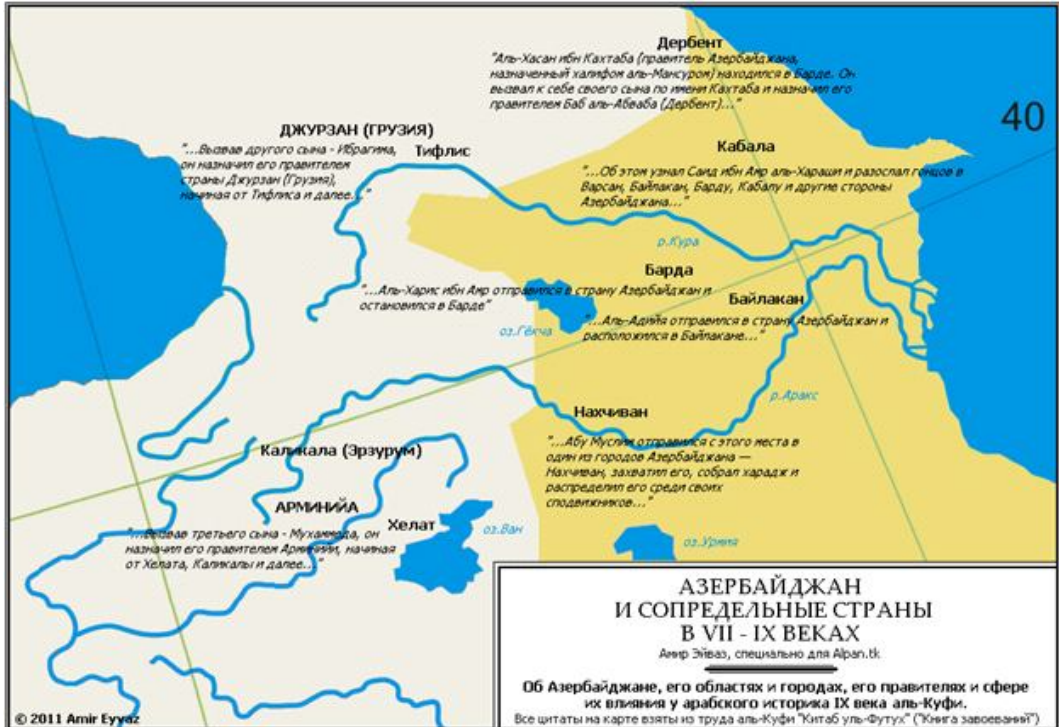 Дербент
"Аль-Хасан ибн Кахтаба (правитель Азербайджана,
назначенный халифом аль-Мансуром) находился в Барде. Он
вызвал к себе своего сына по имени Кахтаба и назначил его
правителем Баб аль-Абваба (Дербент)..."
40
ДЖУРЗАН (ГРУЗИЯ)
Тифлис
"...Вызвав другого сына - Ибрагима,
он назначил его правителем
страны Джурзан (Грузия),
начиная от Тифлиса и далее..."
Кабала
"...Об этом узнал Саид ибн Амр аль-Хараши и разослал гонцов в
Варсан, Байлакан, Барду, Кабалу и другие стороны
Азербайджана..."
р.Кура
Барда
"...Аль-Харис ибн Амр отправился в страну Азербайджан и
остановился в Барде"
Байлакан
"...Аль-Адийя отправился в страну Азербайджан и
расположился в Байлакане..."
оз.Гёкча
р.Аракс
Нахчиван
"...Абу Муслим отправился с этого места в
один из городов Азербайджана —
Нахчиван, захватил его, собрал харадж и
распределил его среди своих
сподвижников..."
Каликала (Эрзурум)
АРМИНИЙА
Хелат
оз.Ван
"...Вызвав третьего сына - Мухаммеда, он
назначил его правителем Арминийи, начиная
от Хелата, Каликалы и далее..."
оз.Урмия
АЗЕРБАЙДЖАН
И СОПРЕДЕЛЬНЫЕ СТРАНЫ
В VII - IX ВЕКАХ
Амир Эйваз, специально для Alpan.tk
Об Азербайджане, его областях и городах, его правителях и сфере
их влияния у арабского историка IX века аль-Куфи.
Все цитаты на карте взяты из труда аль-Куфи "Китаб уль-Футух" ("Книга завоеваний").
© 2011 Amir Eyvaz